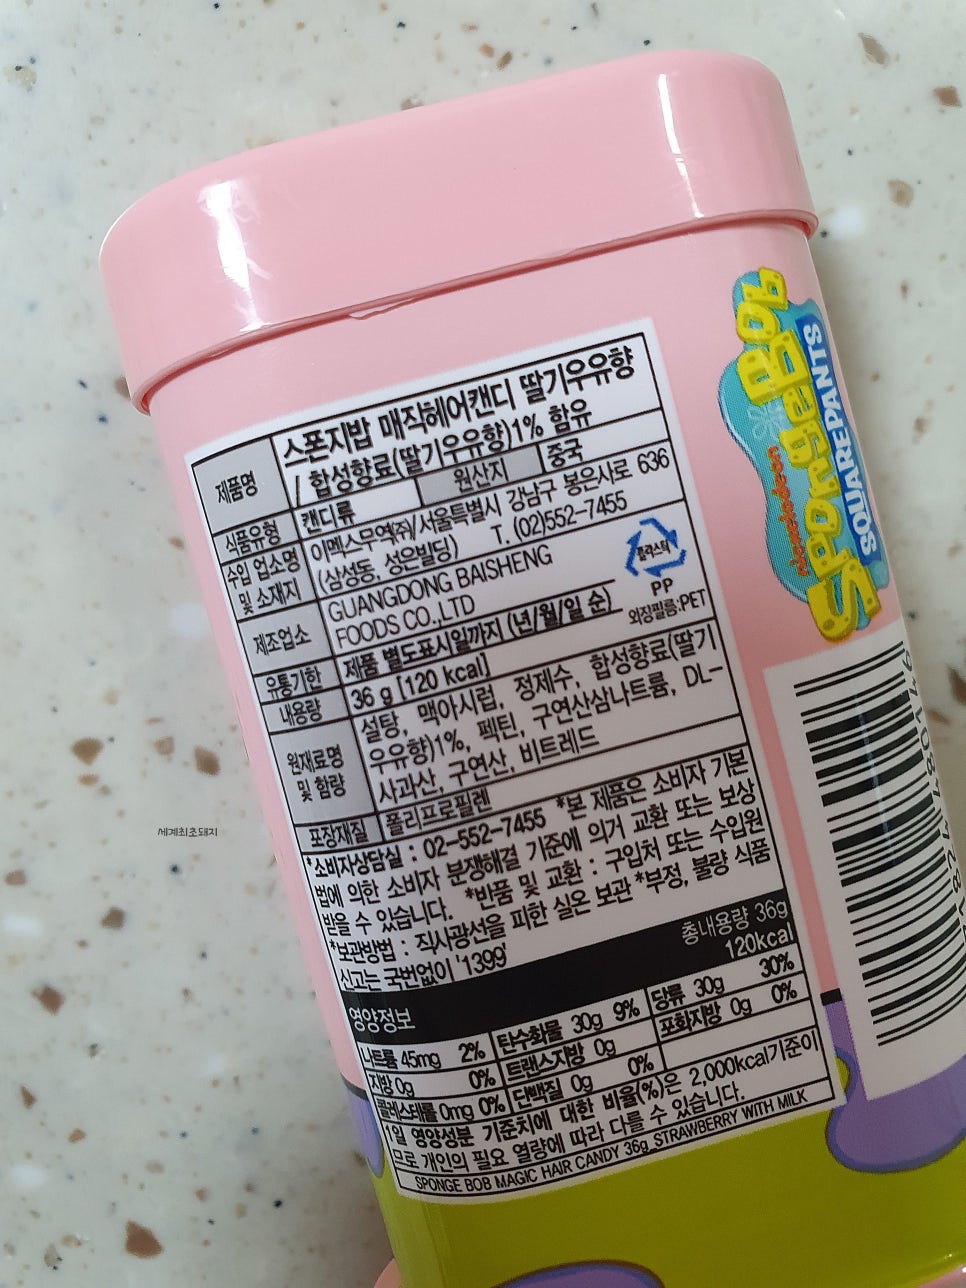 제품명 스폰지밥 매직헤어캔디 딸기우유향
/ 합성향료(딸기우유향)1% 함유
식품유형 캔디류 원산지 중국
수입 업소명 및 소재지 이멕스무역㈜/서울특별시 강남구 봉은사로 636
(삼성동, 성은빌딩) T. (02)552-7455
제조업소 GUANGDONG BAISHENG
FOODS CO.,LTD
플라스틱
PP
외장필름:PET
유통기한 제품 별도표시일까지 (년/월/일 순)
내용량 36 g [120 kcal]
원재료명 및 함량 설탕, 맥아시럽, 정제수, 합성향료(딸기
우유향)1%, 펙틴, 구연산삼나트륨, DL-
사과산, 구연산, 비트레드
포장재질 폴리프로필렌
*소비자상담실 : 02-552-7455 *본 제품은 소비자 기본
법에 의한 소비자 분쟁해결 기준에 의거 교환 또는 보상
받을 수 있습니다. *반품 및 교환 : 구입처 또는 수입원
*보관방법 : 직사광선을 피한 실온 보관 *부정, 불량 식품
신고는 국번없이 '1399'
영양정보 총내용량 36g
120kcal
나트륨 45mg 2% 탄수화물 30g 9% 당류 30g 30%
지방 0g 0% 트랜스지방 0g 포화지방 0g 0%
콜레스테롤 0mg 0% 단백질 0g 0%
1일 영양성분 기준치에 대한 비율(%)은 2,000kcal기준이
므로 개인의 필요 열량에 따라 다를 수 있습니다.
SPONGE BOB MAGIC HAIR CANDY 36g_STRAWBERRY WITH MILK
nickelodeon
SpongeBob
SQUAREPANTS
세계최초돼지